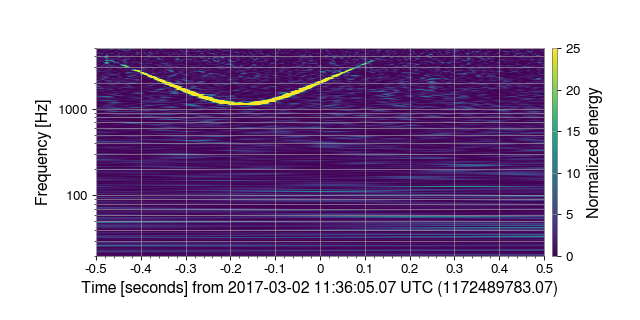 25
20
15
10
5
0
Normalized energy
1000
100
Frequency [Hz]
-0.5 -0.4 -0.3 -0.2 -0.1 0 0.1 0.2 0.3 0.4 0.5
Time [seconds] from 2017-03-02 11:36:05.07 UTC (1172489783.07)